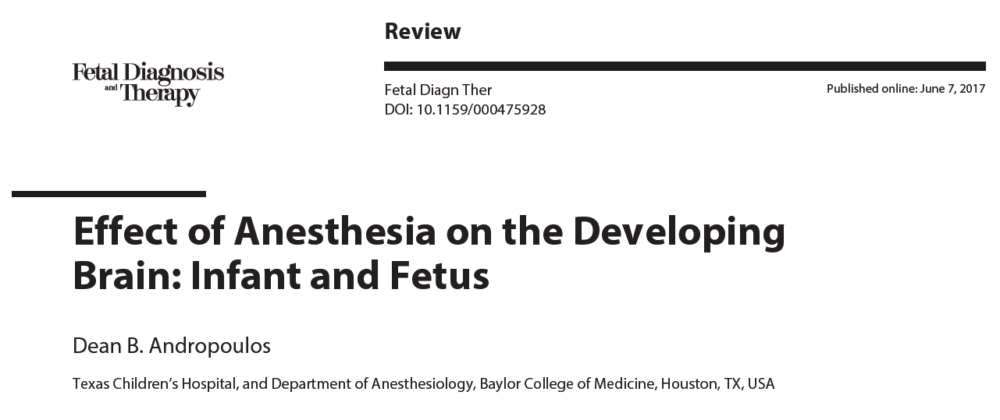 Review
Fetal Diagnosis
and Therapy
Fetal Diagn Ther
DOI: 10.1159/000475928
Published online: June 7, 2017
Effect of Anesthesia on the Developing
Brain: Infant and Fetus
Dean B. Andropoulos
Texas Children’s Hospital, and Department of Anesthesiology, Baylor College of Medicine, Houston, TX, USA